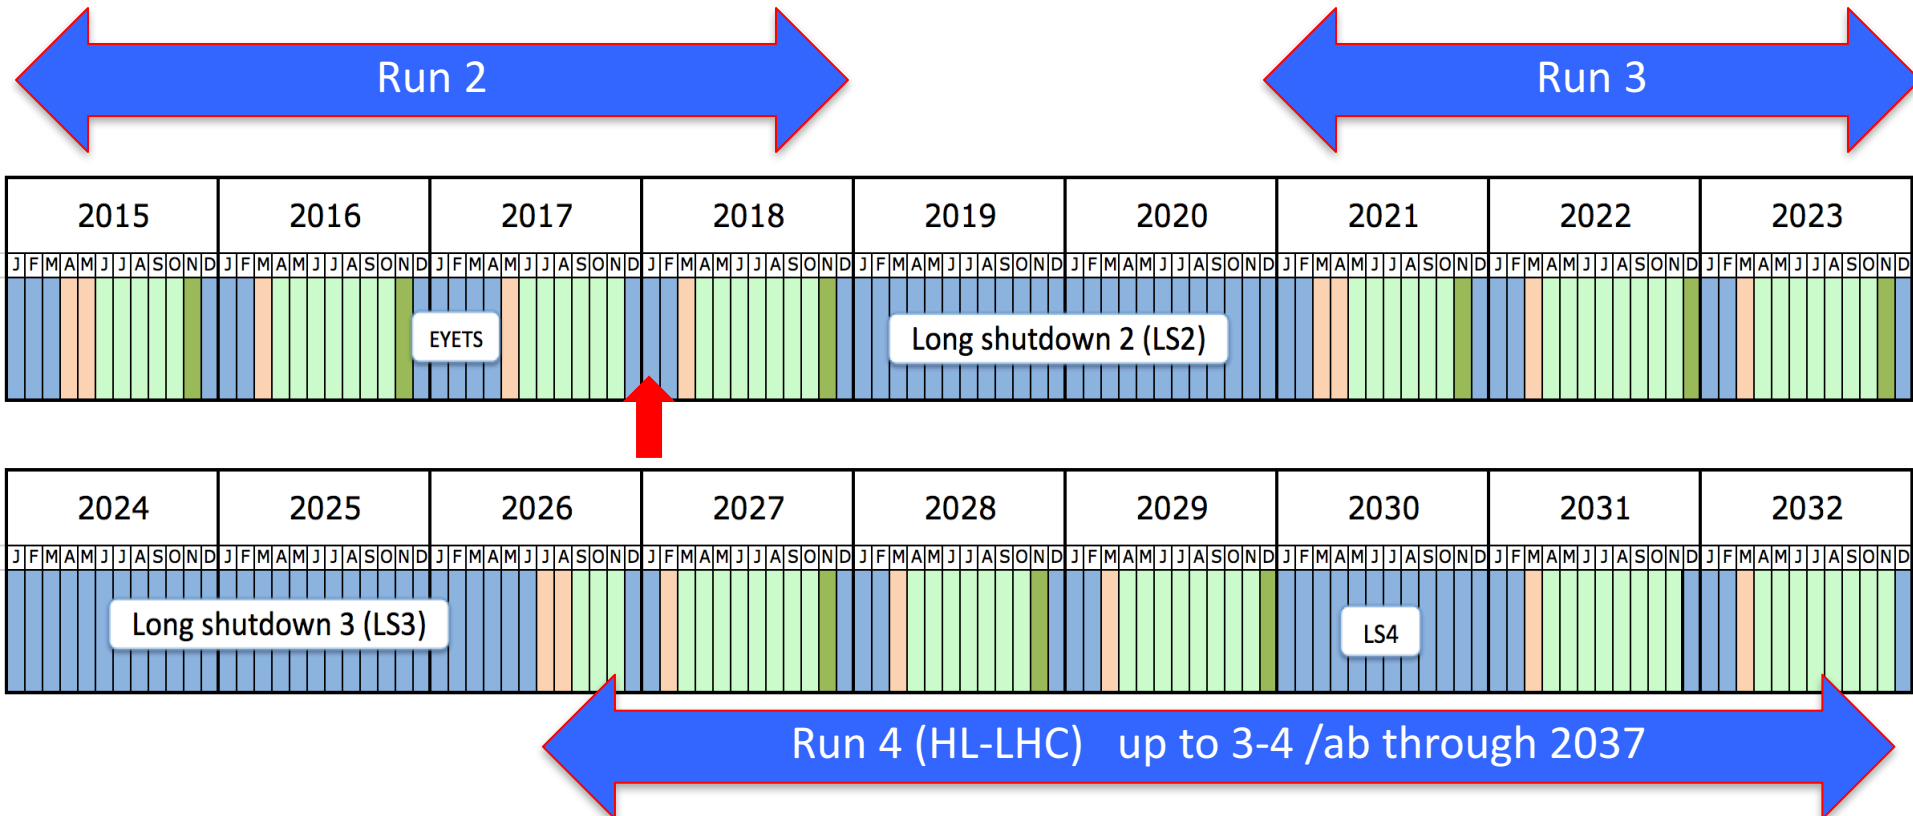 Run 2 Run 3
2015 2016 2017 2018 2019 2020 2021 2022 2023
J F M A M J J A S O N D J F M A M J J A S O N D J F M A M J J A S O N D J F M A M J J A S O N D J F M A M J J A S O N D J F M A M J J A S O N D J F M A M J J A S O N D J F M A M J J A S O N D J F M A M J J A S O N D
EYETS Long shutdown 2 (LS2)
2024 2025 2026 2027 2028 2029 2030 2031 2032
J F M A M J J A S O N D J F M A M J J A S O N D J F M A M J J A S O N D J F M A M J J A S O N D J F M A M J J A S O N D J F M A M J J A S O N D J F M A M J J A S O N D J F M A M J J A S O N D J F M A M J J A S O N D
Long shutdown 3 (LS3) LS4
Run 4 (HL-LHC) up to 3-4 /ab through 2037